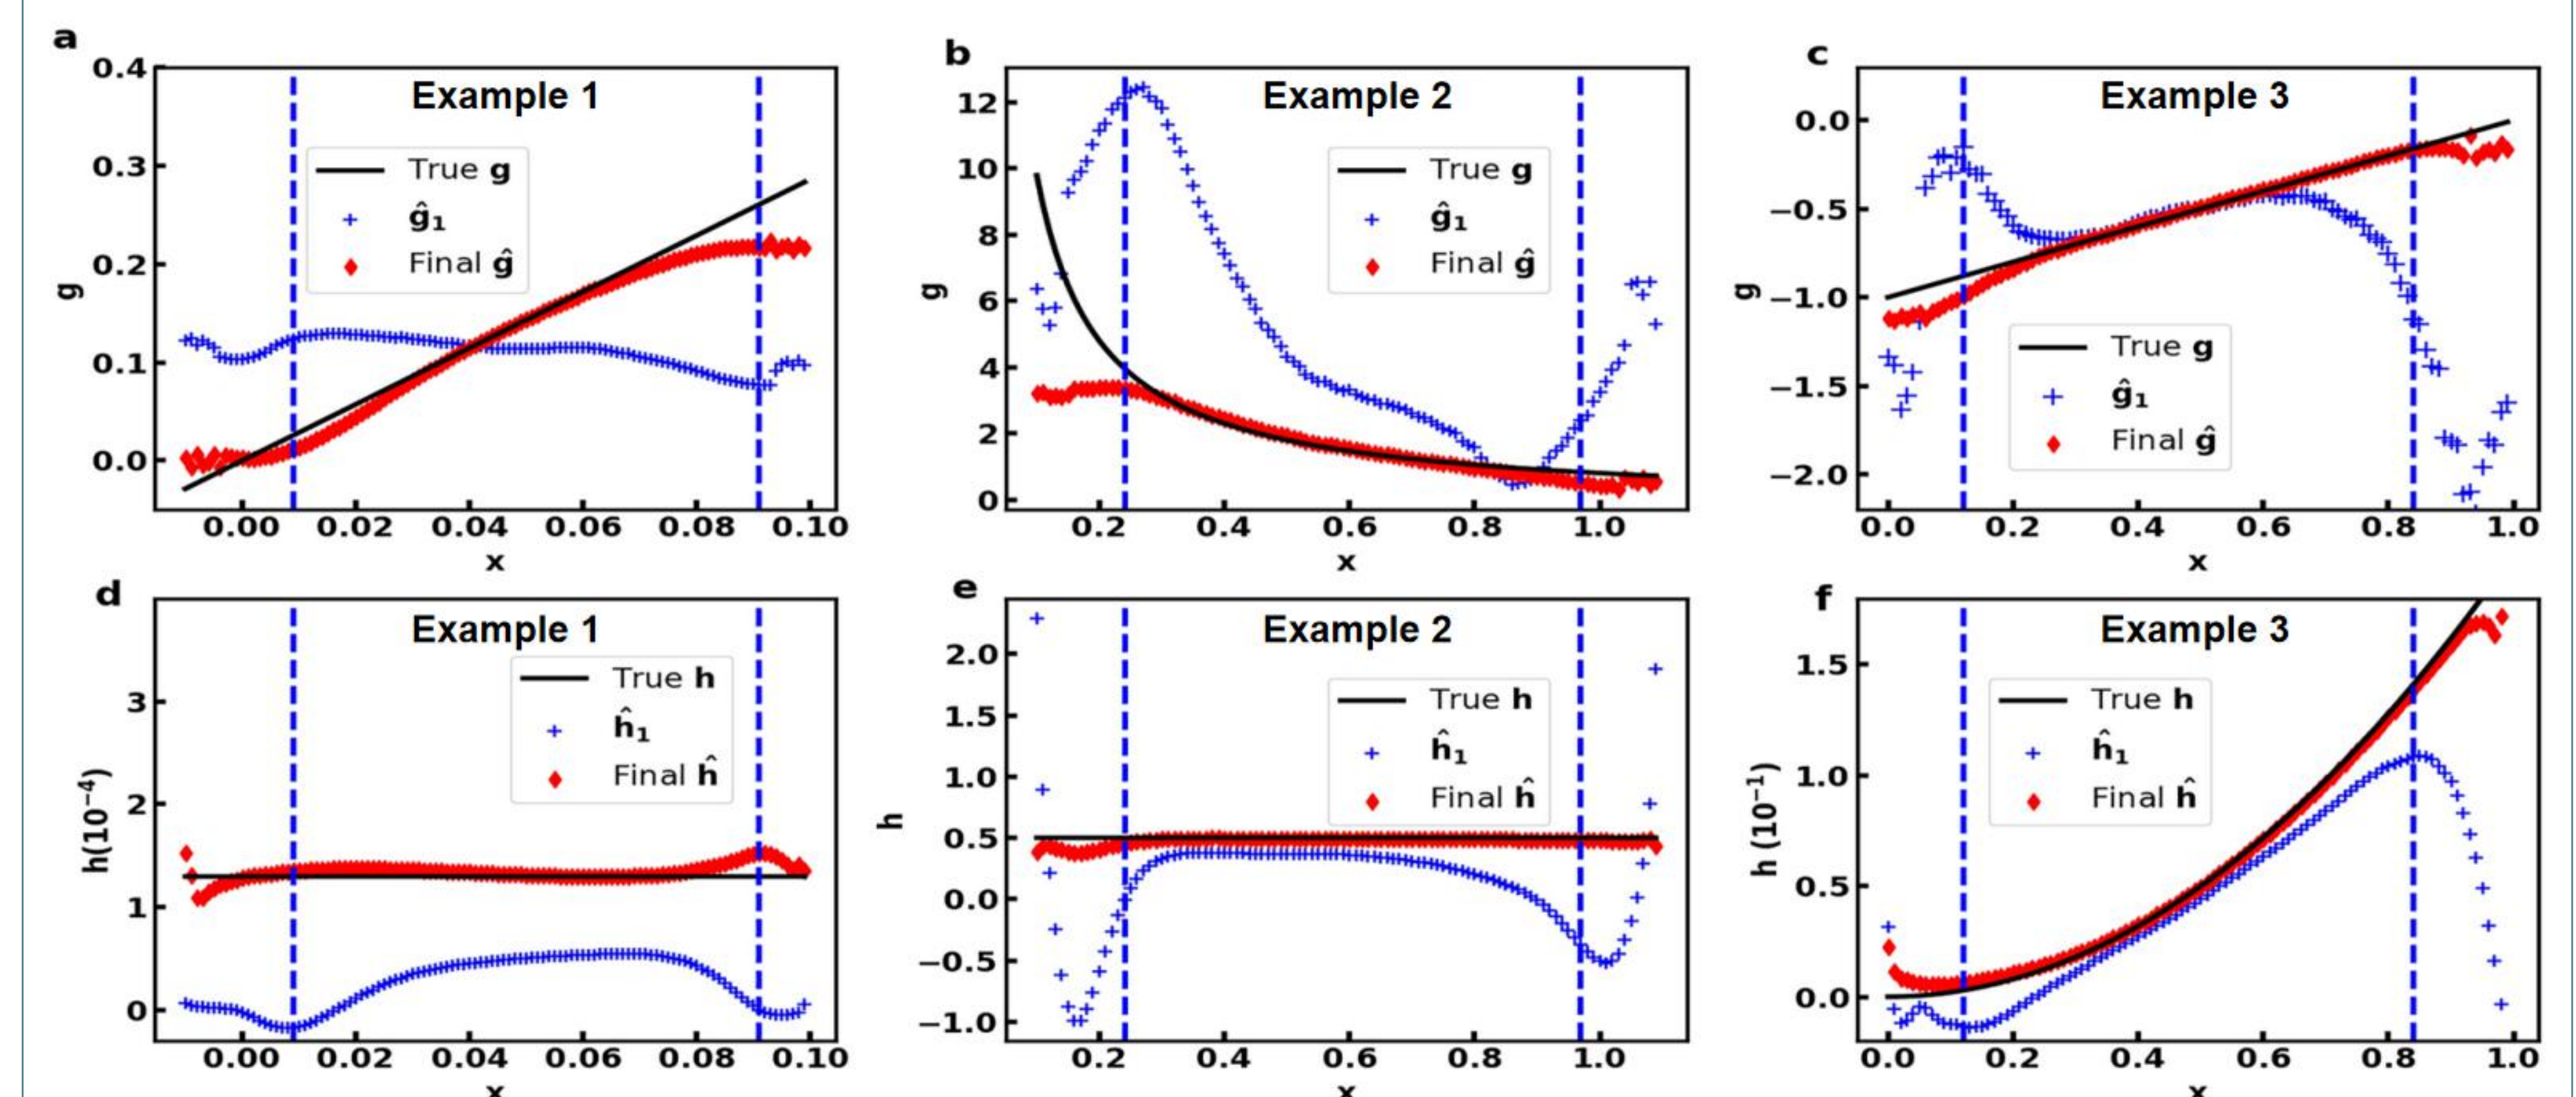 a
Example 1
0.4
0.3
0.2
0.1
0.0
g
True g
ĝ₁
Final ĝ
0.00 0.02 0.04 0.06 0.08 0.10
x
b
Example 2
12
10
8
6
4
2
0
g
True g
ĝ₁
Final ĝ
0.2 0.4 0.6 0.8 1.0
x
c
Example 3
0.0
−0.5
−1.0
−1.5
−2.0
g
True g
ĝ₁
Final ĝ
0.0 0.2 0.4 0.6 0.8 1.0
x
d
Example 1
3
2
1
0
h(10⁻⁴)
True h
ĥ₁
Final ĥ
0.00 0.02 0.04 0.06 0.08 0.10
x
e
Example 2
2.0
1.5
1.0
0.5
0.0
−0.5
−1.0
h
True h
ĥ₁
Final ĥ
0.2 0.4 0.6 0.8 1.0
x
f
Example 3
1.5
1.0
0.5
0.0
h (10⁻¹)
True h
ĥ₁
Final ĥ
0.0 0.2 0.4 0.6 0.8 1.0
x